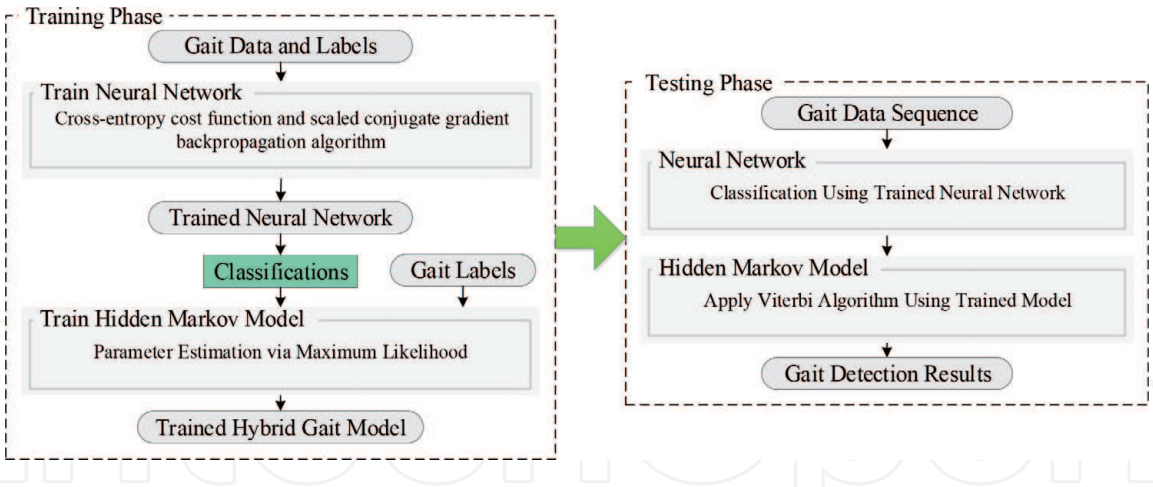 Training Phase
Gait Data and Labels
Train Neural Network
Cross-entropy cost function and scaled conjugate gradient
backpropagation algorithm
Trained Neural Network
Classifications
Gait Labels
Train Hidden Markov Model
Parameter Estimation via Maximum Likelihood
Trained Hybrid Gait Model
Testing Phase
Gait Data Sequence
Neural Network
Classification Using Trained Neural Network
Hidden Markov Model
Apply Viterbi Algorithm Using Trained Model
Gait Detection Results